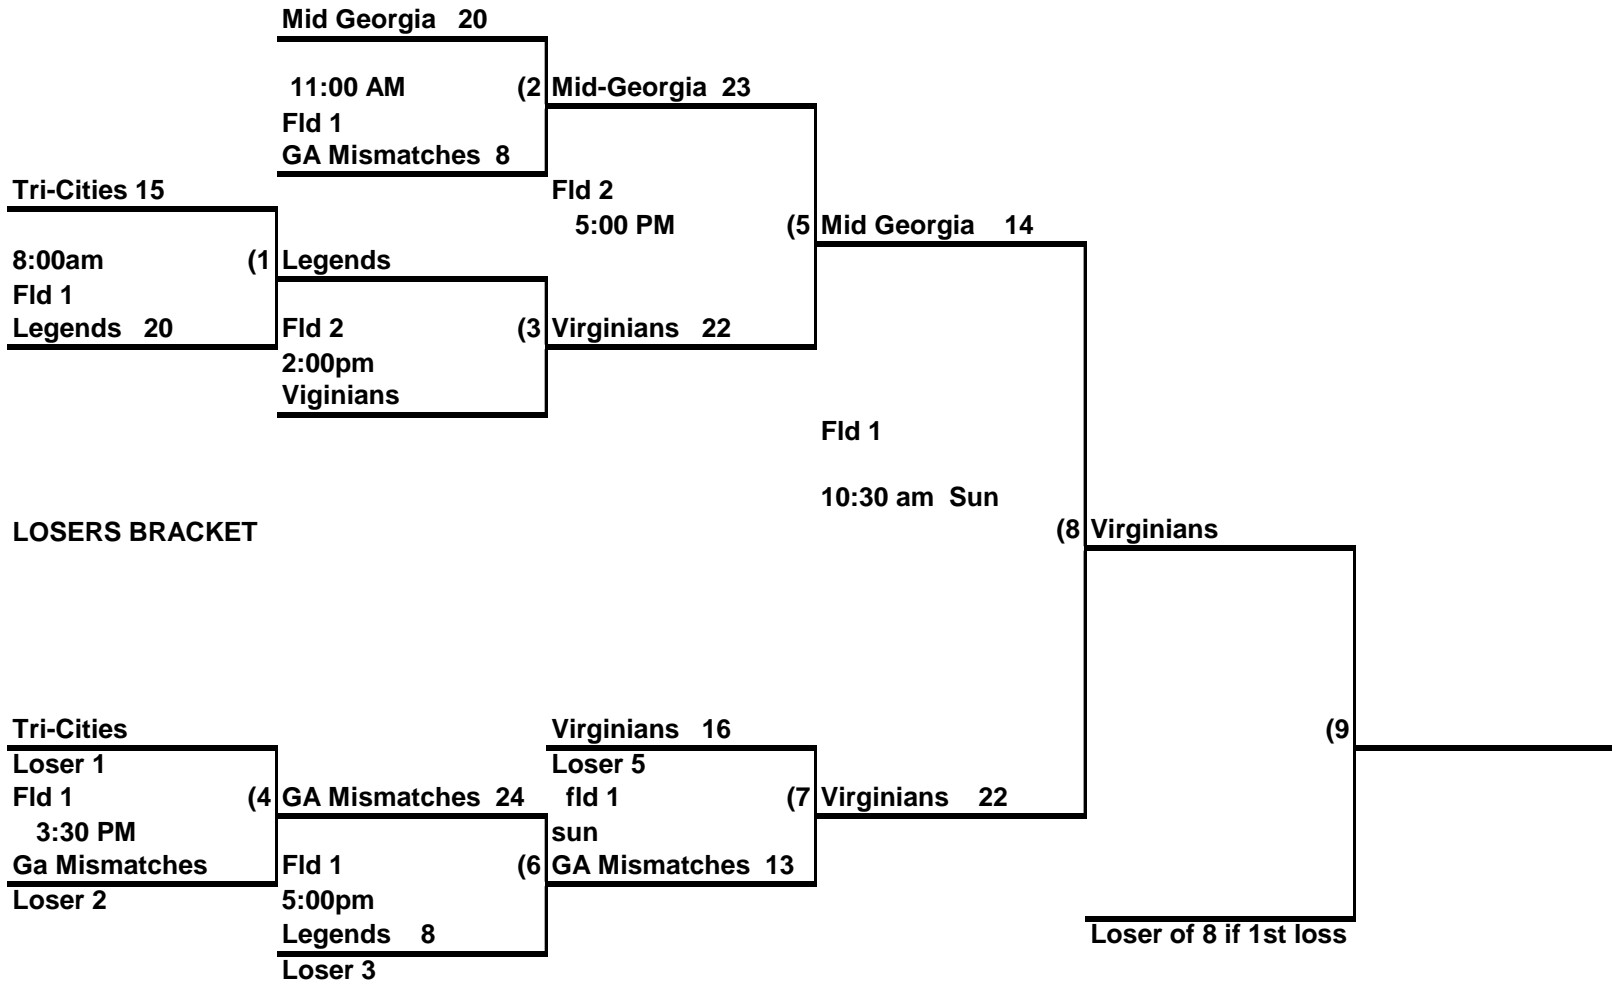 Mid Georgia 20
11:00 AM (2 Mid-Georgia 23
Fld 1
GA Mismatches 8
Tri-Cities 15 Fld 2
5:00 PM (5 Mid Georgia 14
8:00am (1 Legends
Fld 1
Legends 20 Fld 2 (3 Virginians 22
2:00pm
Viginians
Fld 1
10:30 am Sun
LOSERS BRACKET (8 Virginians
Tri-Cities Virginians 16 (9
Loser 1 Loser 5
Fld 1 (4 GA Mismatches 24 fld 1 (7 Virginians 22
3:30 PM sun
Ga Mismatches Fld 1 (6 GA Mismatches 13
Loser 2 5:00pm
Legends 8 Loser of 8 if 1st loss
Loser 3